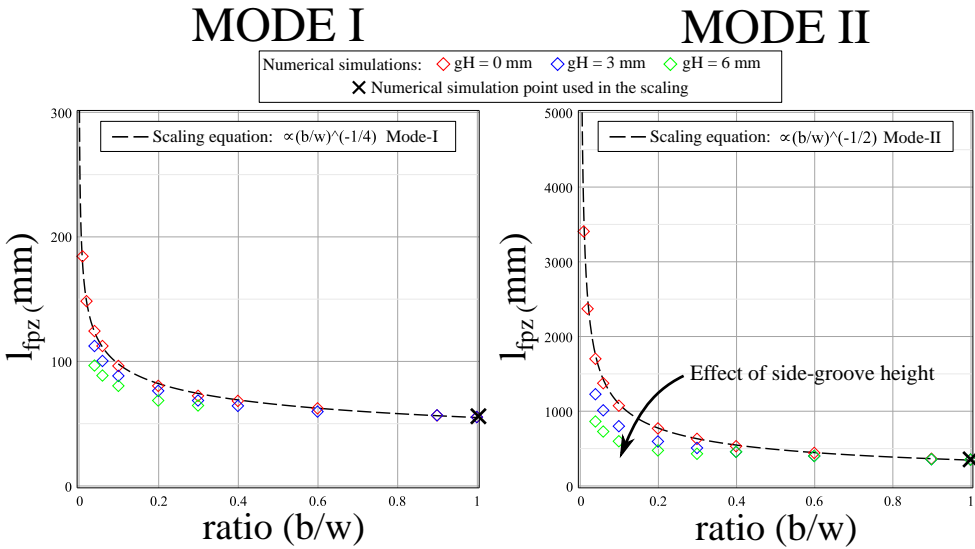 MODE I
MODE II
Numerical simulations: gH = 0 mm gH = 3 mm gH = 6 mm
Numerical simulation point used in the scaling
300
200
100
0
l_fpz (mm)
Scaling equation: ∝(b/w)^(-1/4) Mode-I
0.2
0.4
0.6
0.8
1
ratio (b/w)
5000
4000
3000
2000
1000
0
l_fpz (mm)
Scaling equation: ∝(b/w)^(-1/2) Mode-II
Effect of side-groove height
0
0.2
0.4
0.6
0.8
1
ratio (b/w)